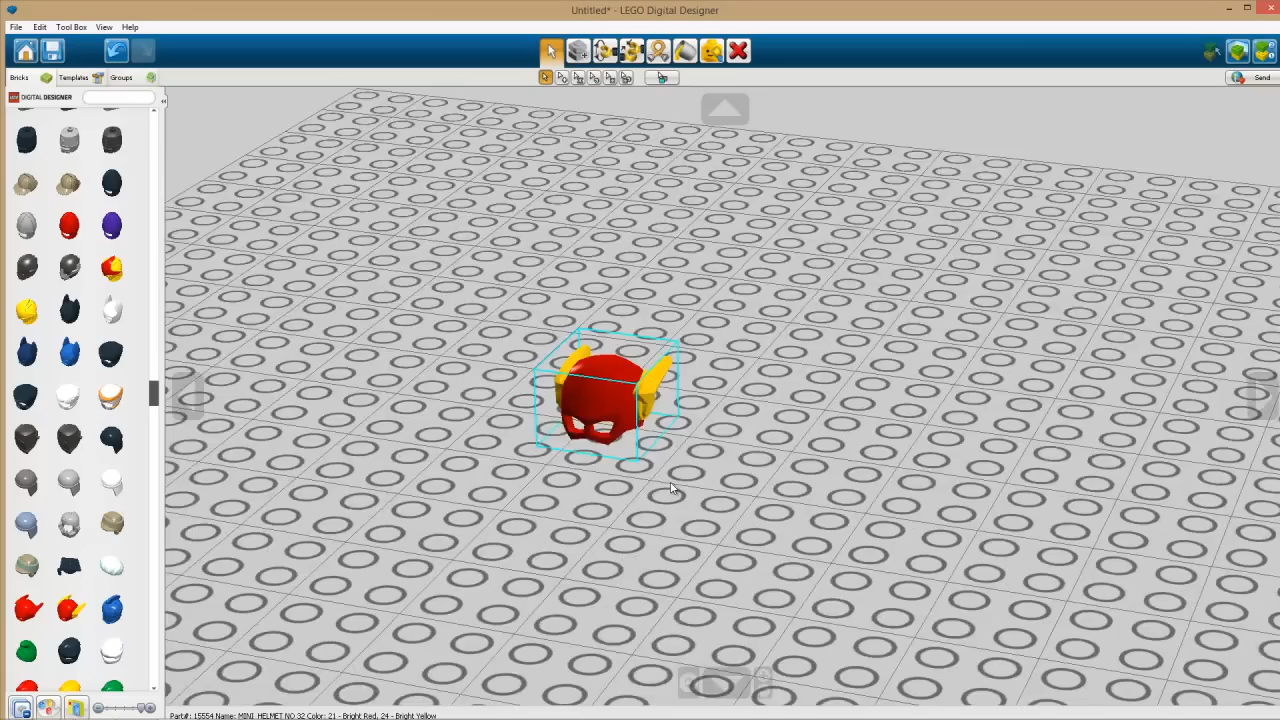 Untitled* - LEGO Digital Designer
File Edit Tool Box View Help
Bricks Templates Groups Send
LEGO DIGITAL DESIGNER
Part#: 15554 Name: MINI HELMET NO 32 Color: 21 - Bright Red, 24 - Bright Yellow